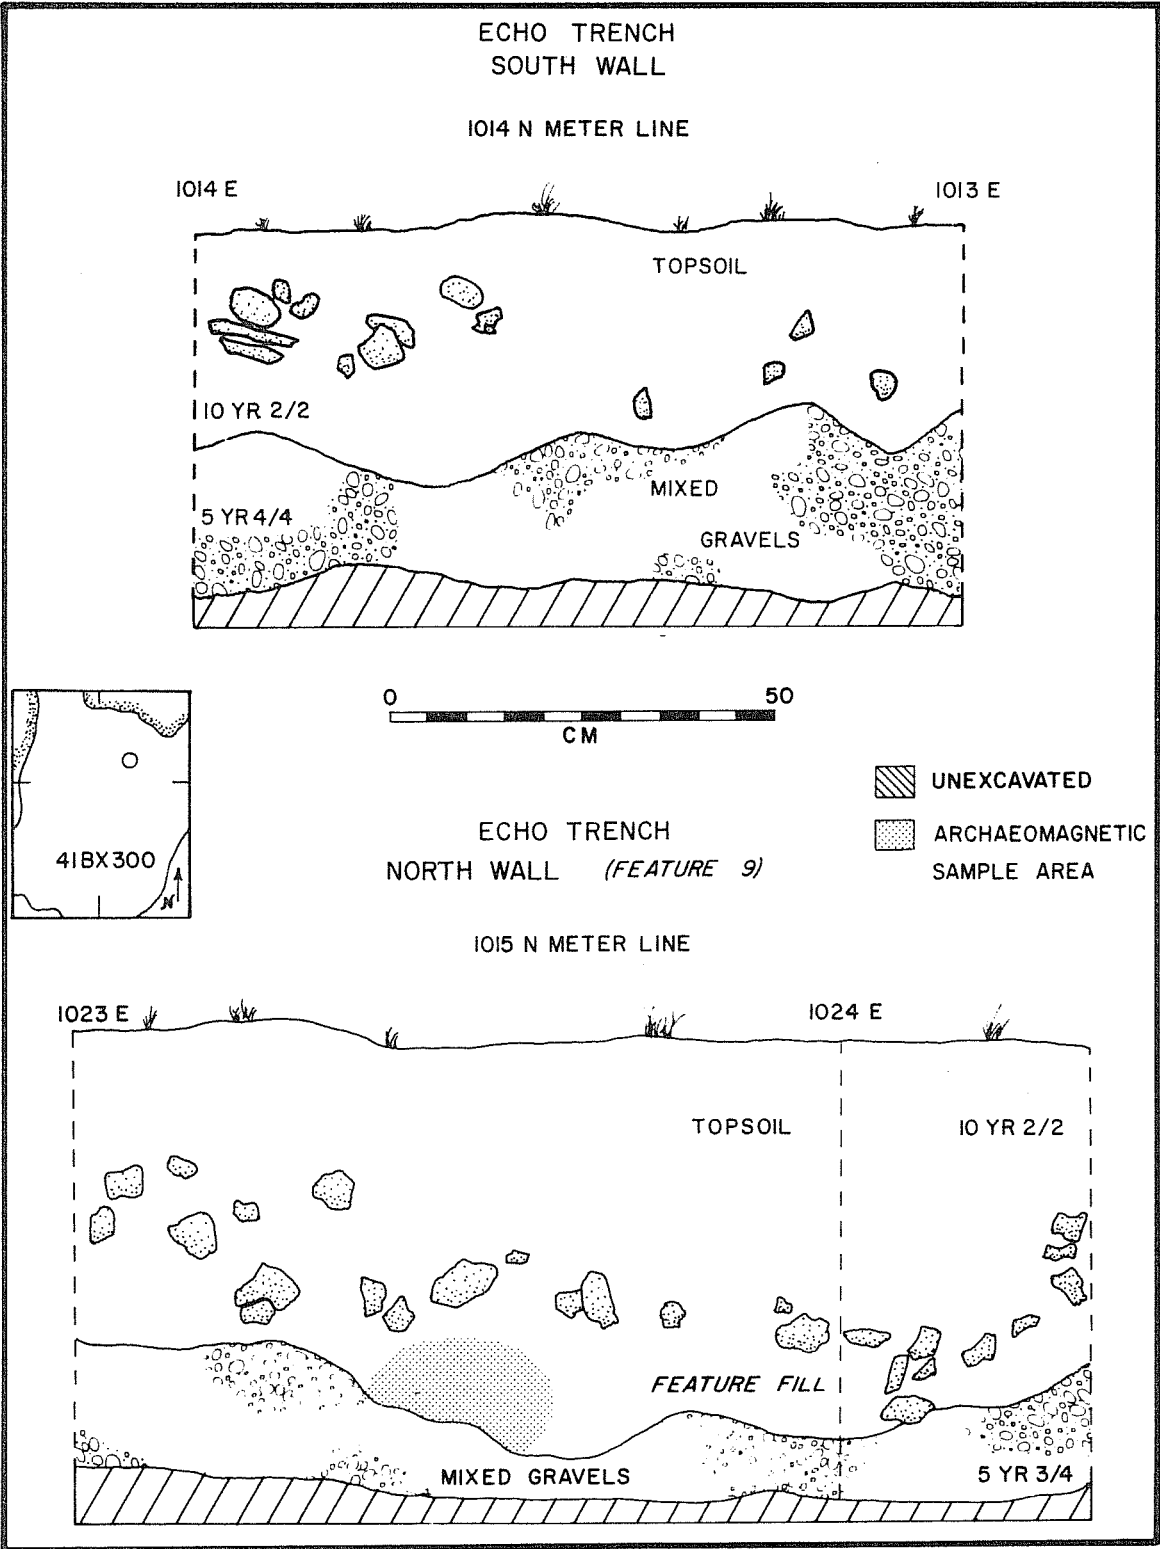 ECHO TRENCH
SOUTH WALL
1014 N METER LINE
1014 E
1013 E
TOPSOIL
10 YR 2/2
MIXED
5 YR 4/4
GRAVELS
0
50
CM
UNEXCAVATED
ARCHAEOMAGNETIC
SAMPLE AREA
41BX300
N
ECHO TRENCH
NORTH WALL (FEATURE 9)
1015 N METER LINE
1023 E
1024 E
TOPSOIL
10 YR 2/2
FEATURE FILL
MIXED GRAVELS
5 YR 3/4